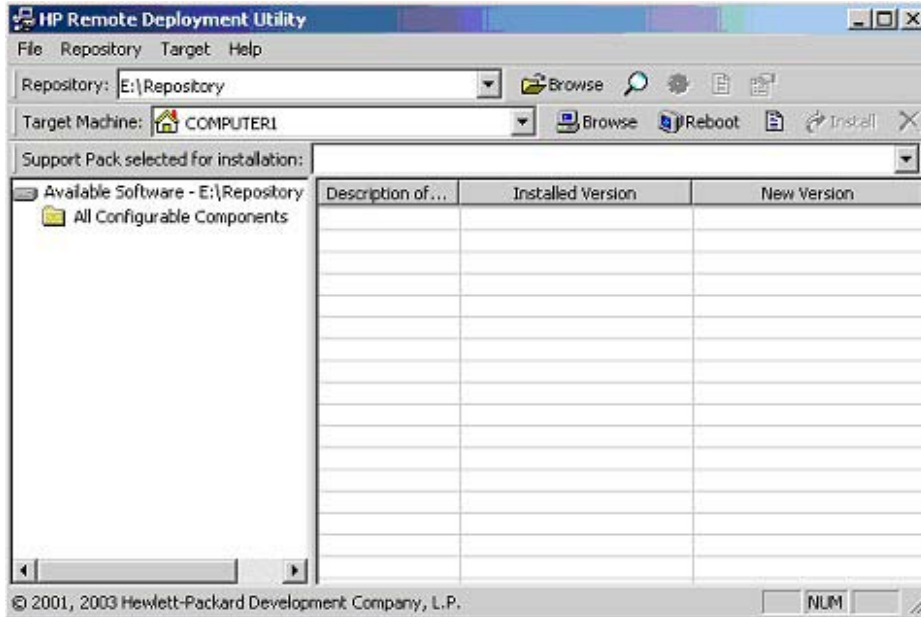 HP Remote Deployment Utility
File Repository Target Help
Repository: E:\Repository Browse
Target Machine: COMPUTER1 Browse Reboot Install
Support Pack selected for installation:
Available Software - E:\Repository
All Configurable Components
Description of... Installed Version New Version
© 2001, 2003 Hewlett-Packard Development Company, L.P. NUM